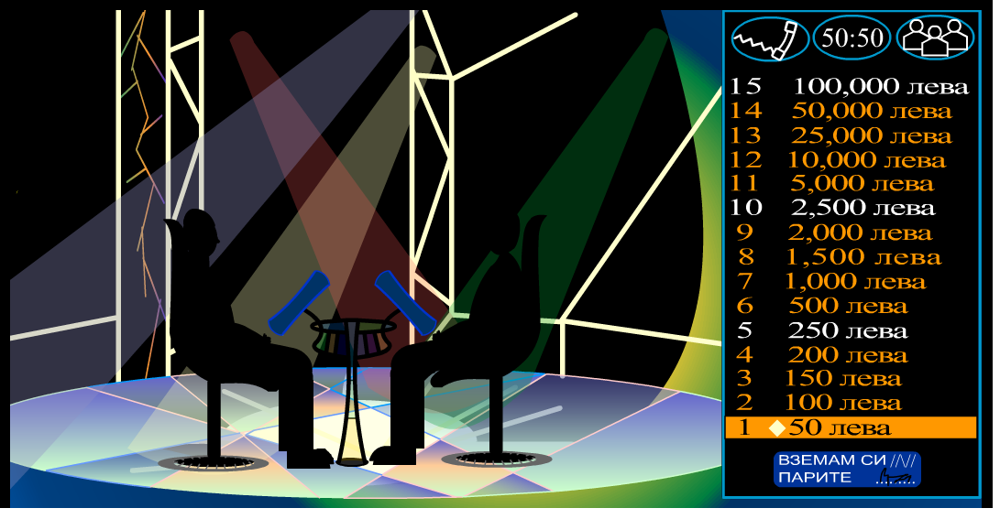 50:50
15 100,000 лева
14 50,000 лева
13 25,000 лева
12 10,000 лева
11 5,000 лева
10 2,500 лева
9 2,000 лева
8 1,500 лева
7 1,000 лева
6 500 лева
5 250 лева
4 200 лева
3 150 лева
2 100 лева
1 50 лева
ВЗЕМАМ СИ
ПАРИТЕ